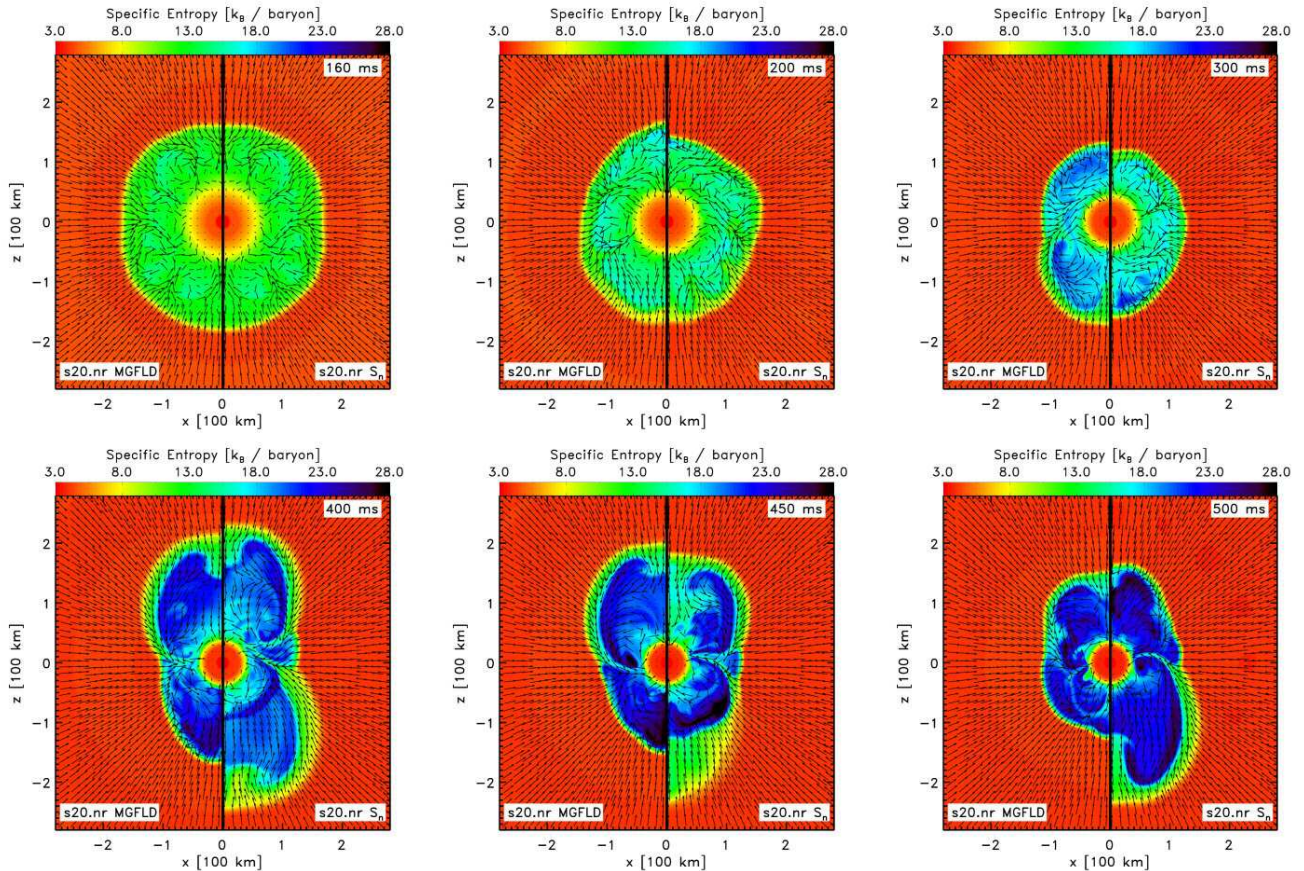 Specific Entropy [k_B / baryon]
3.0 8.0 13.0 18.0 23.0 28.0
160 ms
z [100 km]
2
1
0
-1
-2
s20.nr MGFLD
s20.nr S_n
-2 -1 0 1 2
x [100 km]
Specific Entropy [k_B / baryon]
3.0 8.0 13.0 18.0 23.0 28.0
200 ms
z [100 km]
2
1
0
-1
-2
s20.nr MGFLD
s20.nr S_n
-2 -1 0 1 2
x [100 km]
Specific Entropy [k_B / baryon]
3.0 8.0 13.0 18.0 23.0 28.0
300 ms
z [100 km]
2
1
0
-1
-2
s20.nr MGFLD
s20.nr S_n
-2 -1 0 1 2
x [100 km]
Specific Entropy [k_B / baryon]
3.0 8.0 13.0 18.0 23.0 28.0
400 ms
z [100 km]
2
1
0
-1
-2
s20.nr MGFLD
s20.nr S_n
-2 -1 0 1 2
x [100 km]
Specific Entropy [k_B / baryon]
3.0 8.0 13.0 18.0 23.0 28.0
450 ms
z [100 km]
2
1
0
-1
-2
s20.nr MGFLD
s20.nr S_n
-2 -1 0 1 2
x [100 km]
Specific Entropy [k_B / baryon]
3.0 8.0 13.0 18.0 23.0 28.0
500 ms
z [100 km]
2
1
0
-1
-2
s20.nr MGFLD
s20.nr S_n
-2 -1 0 1 2
x [100 km]